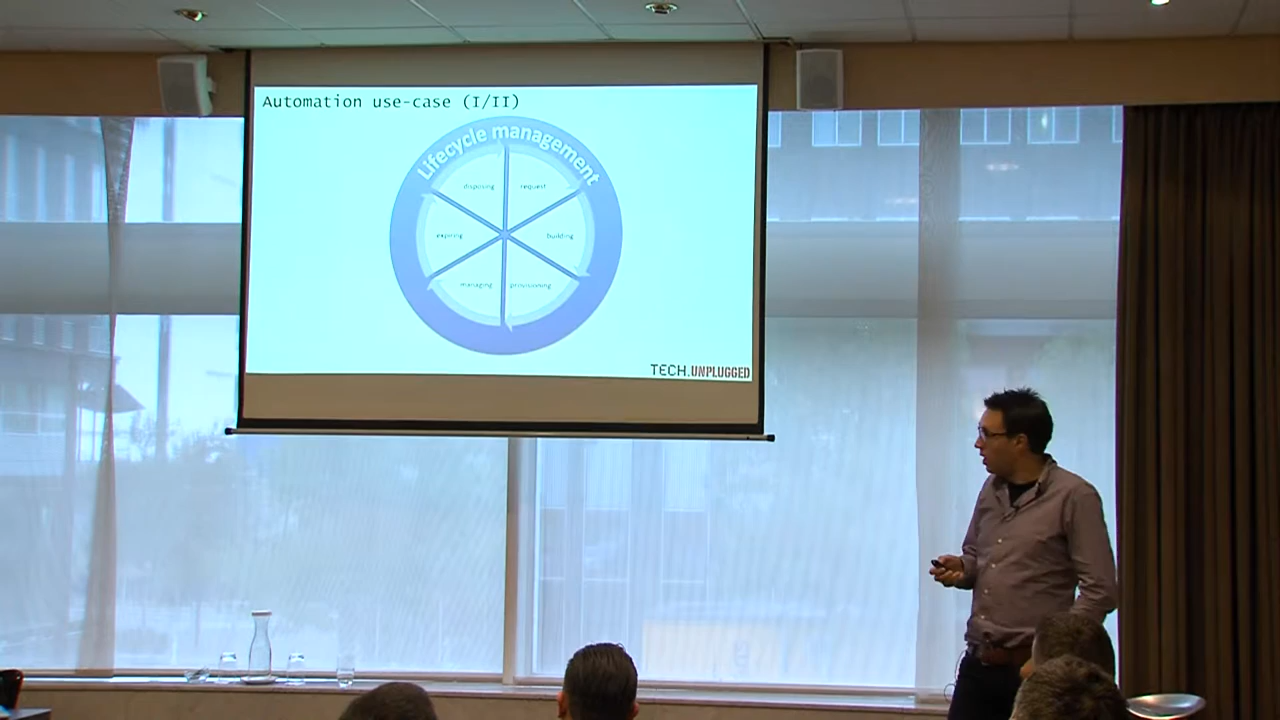 Automation use-case (I/II)
Lifecycle management
disposing
request
expiring
building
managing
provisioning
TECH.UNPLUGGED